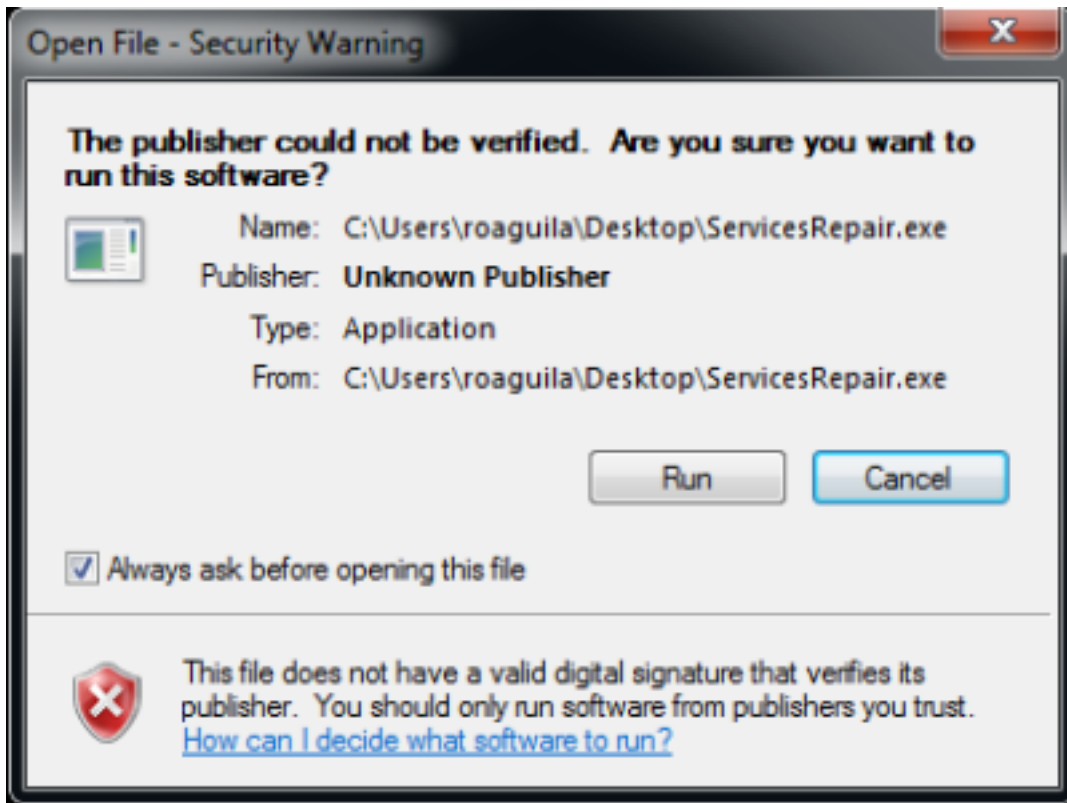 Open File - Security Warning
The publisher could not be verified. Are you sure you want to
run this software?
Name: C:\Users\roaguila\Desktop\ServicesRepair.exe
Publisher: Unknown Publisher
Type: Application
From: C:\Users\roaguila\Desktop\ServicesRepair.exe
Run Cancel
Always ask before opening this file
This file does not have a valid digital signature that verifies its
publisher. You should only run software from publishers you trust.
How can I decide what software to run?